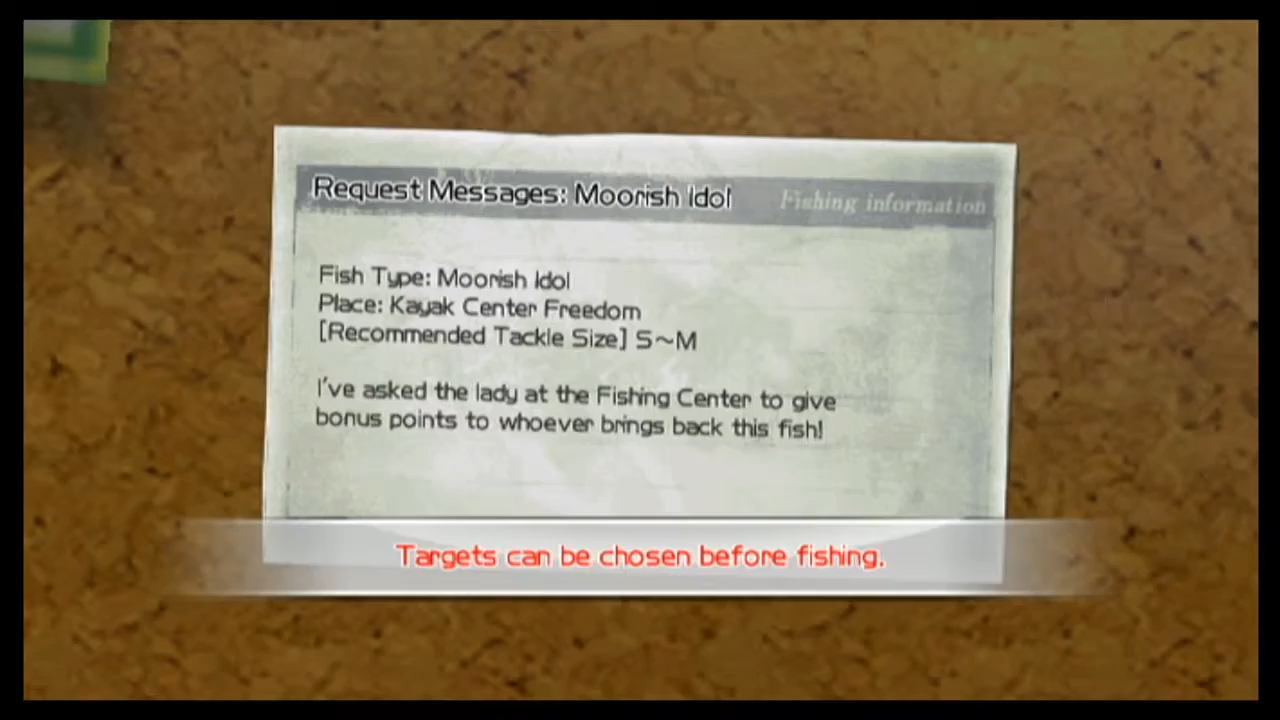 Request Messages: Moorish Idol
Fishing information
Fish Type: Moorish Idol
Place: Kayak Center Freedom
[Recommended Tackle Size] S~M
I've asked the lady at the Fishing Center to give
bonus points to whoever brings back this fish!
Targets can be chosen before fishing.